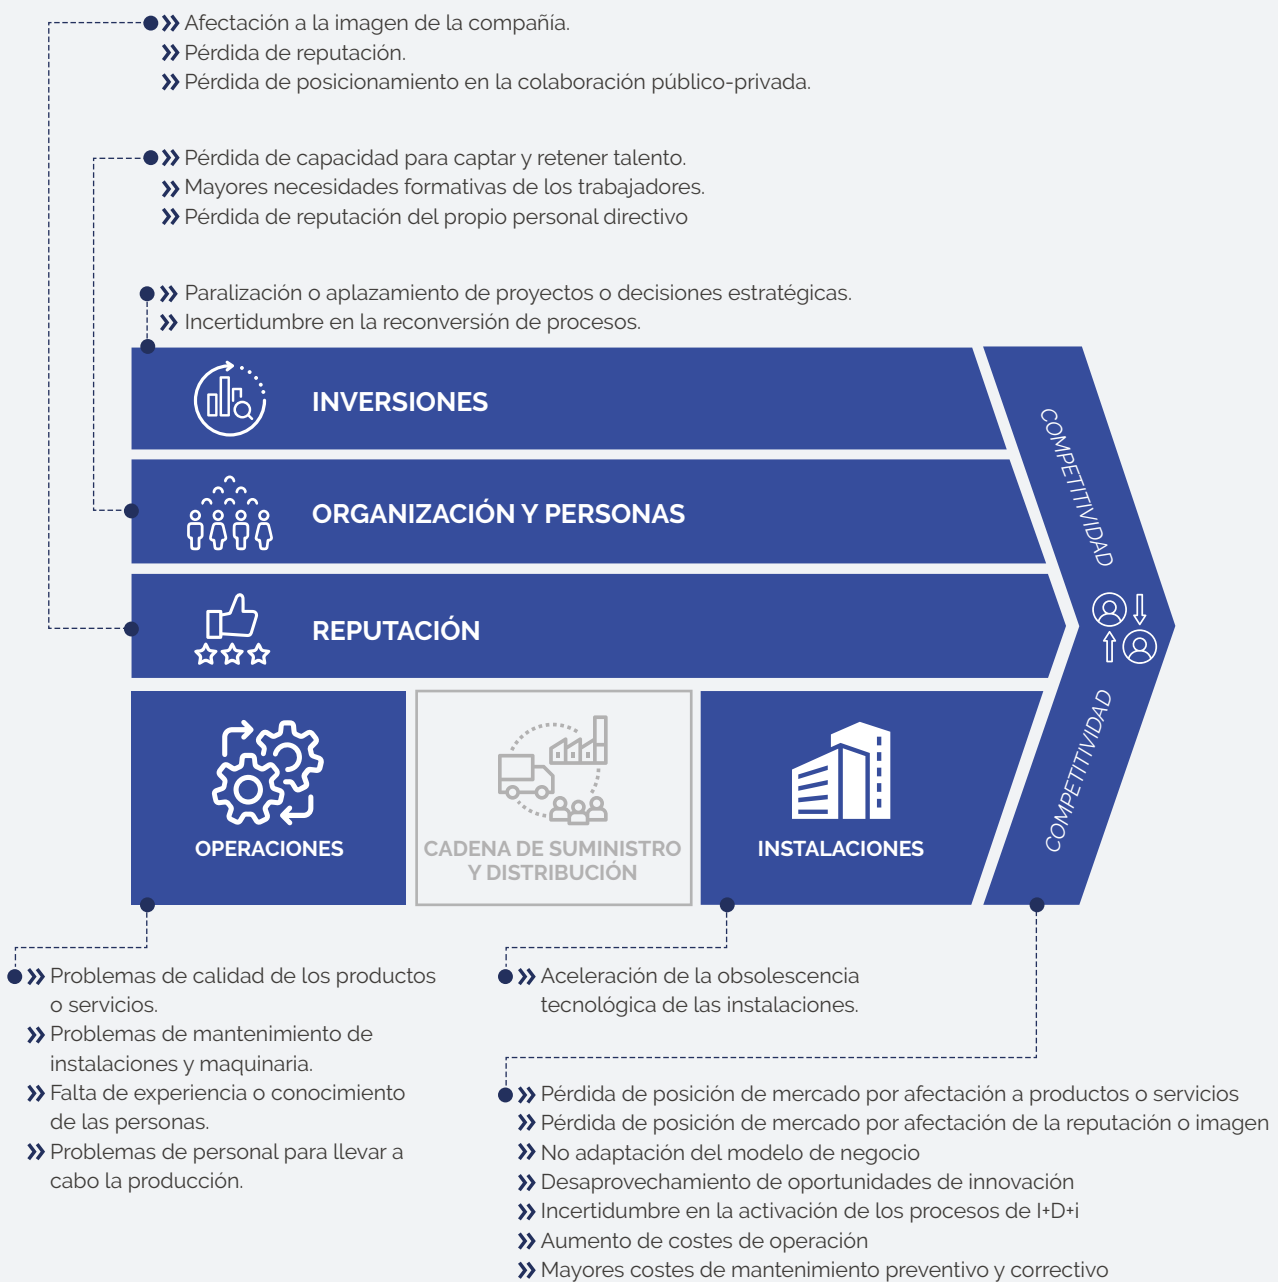 Afectación a la imagen de la compañía.
Pérdida de reputación.
Pérdida de posicionamiento en la colaboración público-privada.
Pérdida de capacidad para captar y retener talento.
Mayores necesidades formativas de los trabajadores.
Pérdida de reputación del propio personal directivo
Paralización o aplazamiento de proyectos o decisiones estratégicas.
Incertidumbre en la reconversión de procesos.
INVERSIONES
ORGANIZACIÓN Y PERSONAS
REPUTACIÓN
COMPETITIVIDAD
COMPETITIVIDAD
OPERACIONES
CADENA DE SUMINISTRO
Y DISTRIBUCIÓN
INSTALACIONES
Problemas de calidad de los productos
o servicios.
Problemas de mantenimiento de
instalaciones y maquinaria.
Falta de experiencia o conocimiento
de las personas.
Problemas de personal para llevar a
cabo la producción.
Aceleración de la obsolescencia
tecnológica de las instalaciones.
Pérdida de posición de mercado por afectación a productos o servicios
Pérdida de posición de mercado por afectación de la reputación o imagen
No adaptación del modelo de negocio
Desaprovechamiento de oportunidades de innovación
Incertidumbre en la activación de los procesos de I+D+i
Aumento de costes de operación
Mayores costes de mantenimiento preventivo y correctivo